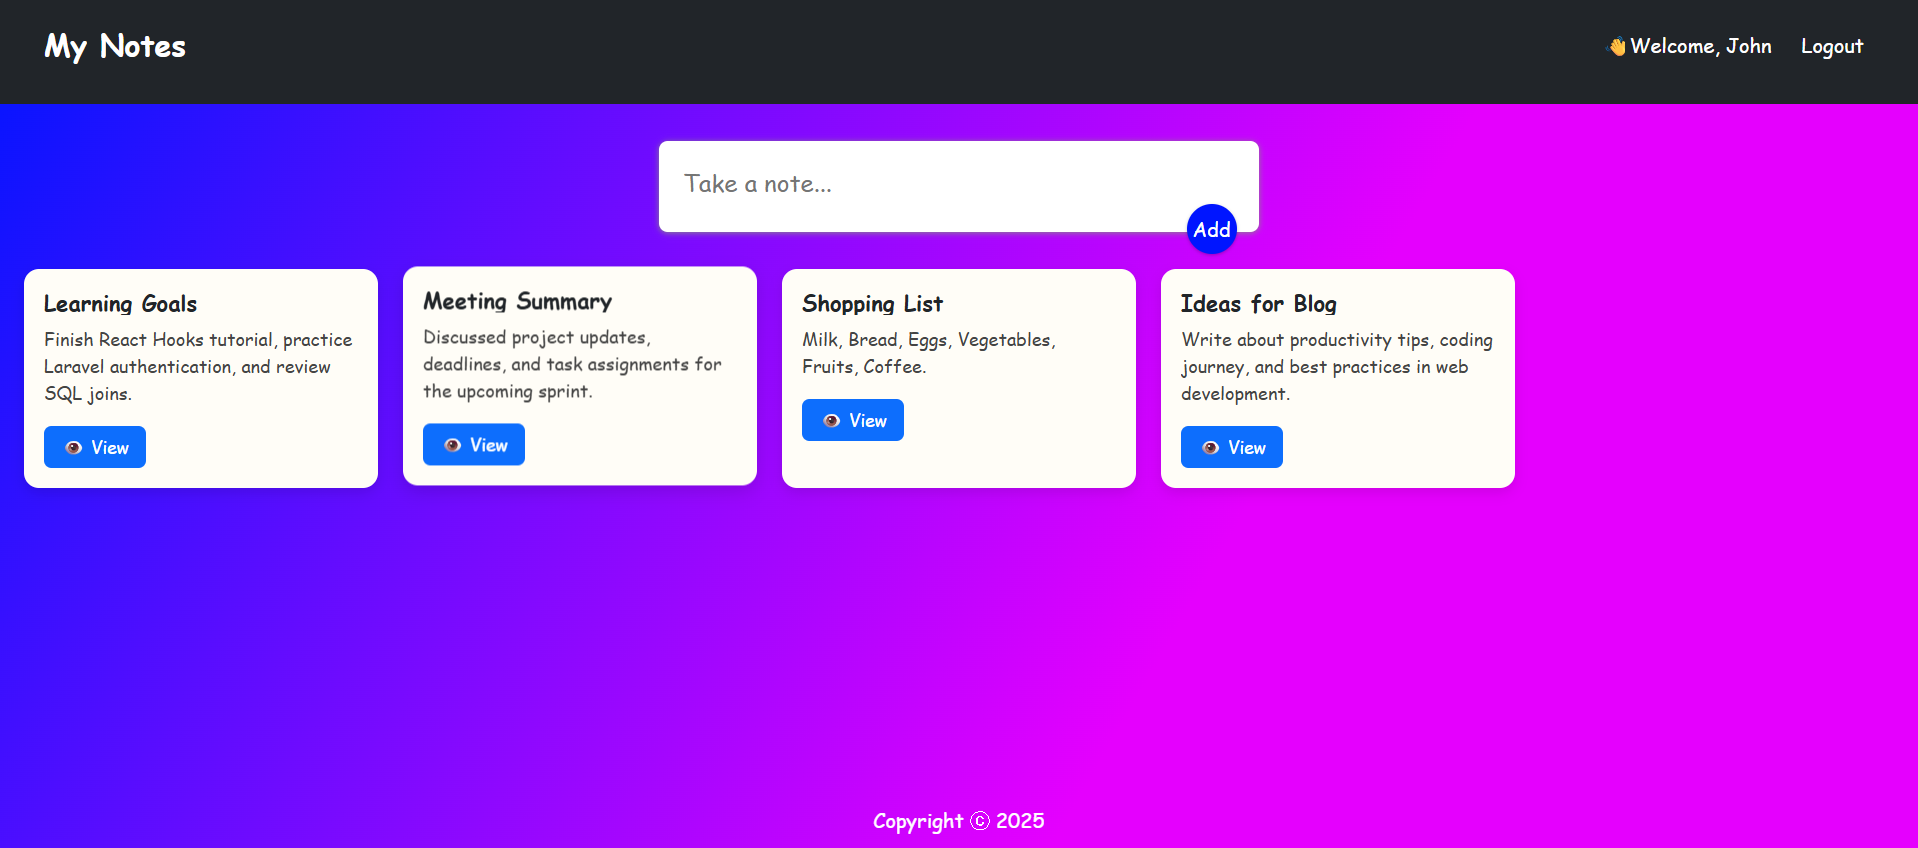 My Notes
👋Welcome, John
Logout
Take a note...
Add
Learning Goals
Finish React Hooks tutorial, practice
Laravel authentication, and review
SQL joins.
👁️ View
Meeting Summary
Discussed project updates,
deadlines, and task assignments for
the upcoming sprint.
👁️ View
Shopping List
Milk, Bread, Eggs, Vegetables,
Fruits, Coffee.
👁️ View
Ideas for Blog
Write about productivity tips, coding
journey, and best practices in web
development.
👁️ View
Copyright © 2025